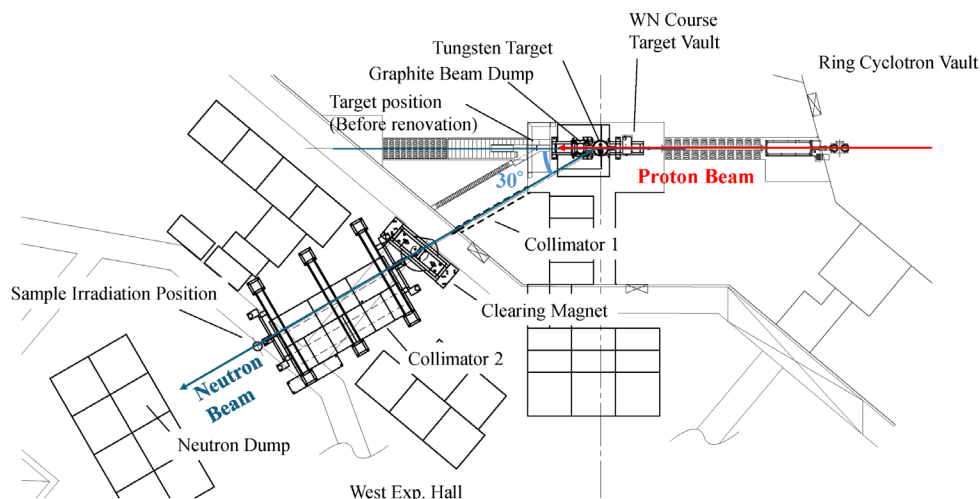 WN Course
Target Vault
Tungsten Target
Graphite Beam Dump
Ring Cyclotron Vault
Target position
(Before renovation)
30°
Proton Beam
Collimator 1
Sample Irradiation Position
Clearing Magnet
Collimator 2
Neutron
Beam
Neutron Dump
West Exp. Hall